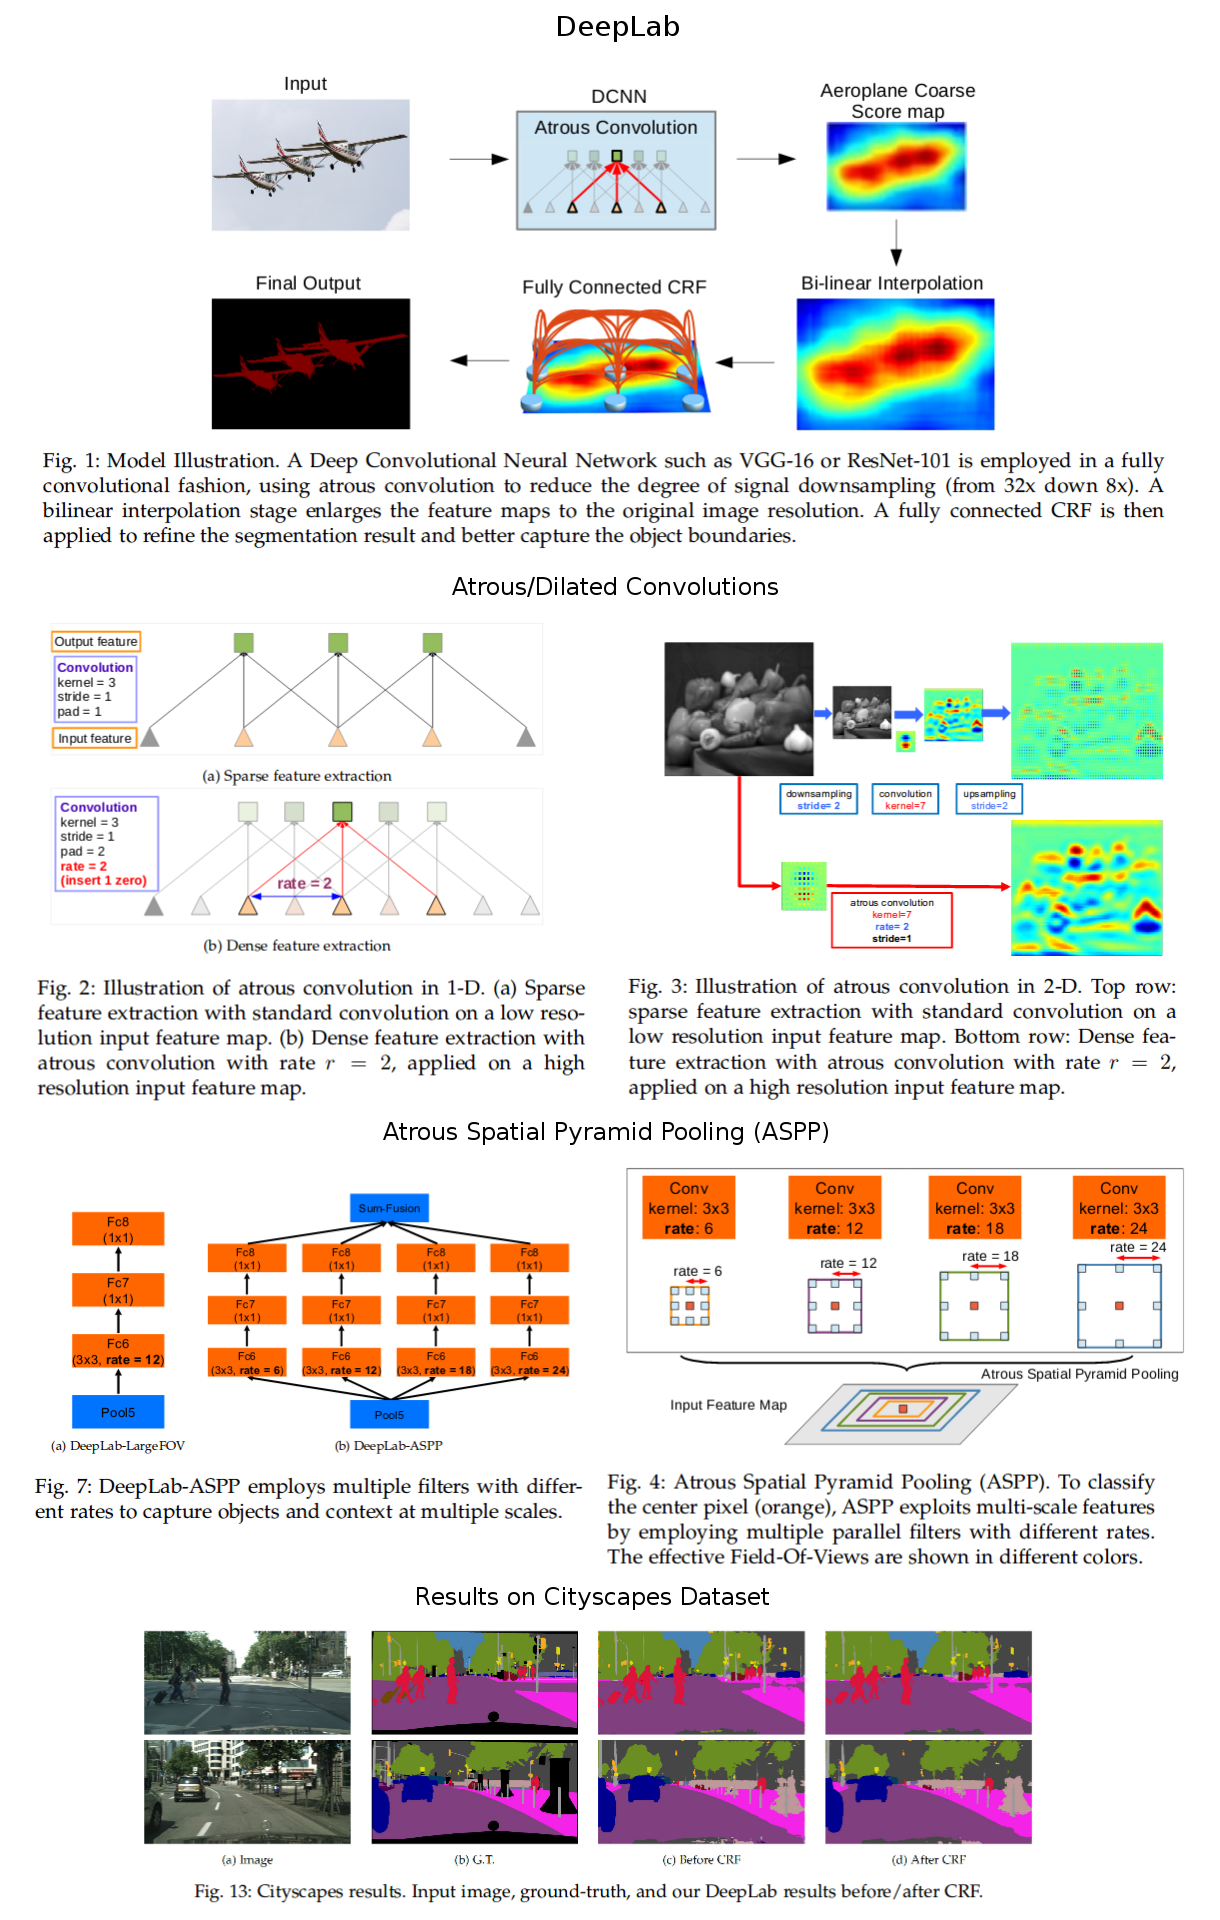 DeepLab
Input
DCNN
Atrous Convolution
Aeroplane Coarse
Score map
Final Output
Fully Connected CRF
Bi-linear Interpolation
Fig. 1: Model Illustration. A Deep Convolutional Neural Network such as VGG-16 or ResNet-101 is employed in a fully
convolutional fashion, using atrous convolution to reduce the degree of signal downsampling (from 32x down 8x). A
bilinear interpolation stage enlarges the feature maps to the original image resolution. A fully connected CRF is then
applied to refine the segmentation result and better capture the object boundaries.
Atrous/Dilated Convolutions
Output feature
Convolution
kernel = 3
stride = 1
pad = 1
Input feature
(a) Sparse feature extraction
Convolution
kernel = 3
stride = 1
pad = 2
rate = 2
(insert 1 zero)
rate = 2
(b) Dense feature extraction
Fig. 2: Illustration of atrous convolution in 1-D. (a) Sparse
feature extraction with standard convolution on a low reso-
lution input feature map. (b) Dense feature extraction with
atrous convolution with rate r = 2, applied on a high
resolution input feature map.
downsampling
stride= 2
convolution
kernel=7
upsampling
stride=2
atrous convolution
kernel=7
rate= 2
stride=1
Fig. 3: Illustration of atrous convolution in 2-D. Top row:
sparse feature extraction with standard convolution on a
low resolution input feature map. Bottom row: Dense fea-
ture extraction with atrous convolution with rate r = 2,
applied on a high resolution input feature map.
Atrous Spatial Pyramid Pooling (ASPP)
Fc8
(1x1)
Fc7
(1x1)
Fc6
(3x3, rate = 12)
Pool5
(a) DeepLab-LargeFOV
Sum-Fusion
Fc8
(1x1)
Fc8
(1x1)
Fc8
(1x1)
Fc8
(1x1)
Fc7
(1x1)
Fc7
(1x1)
Fc7
(1x1)
Fc7
(1x1)
Fc6
(3x3, rate = 6)
Fc6
(3x3, rate = 12)
Fc6
(3x3, rate = 18)
Fc6
(3x3, rate = 24)
Pool5
(b) DeepLab-ASPP
Fig. 7: DeepLab-ASPP employs multiple filters with differ-
ent rates to capture objects and context at multiple scales.
Conv
kernel: 3x3
rate: 6
Conv
kernel: 3x3
rate: 12
Conv
kernel: 3x3
rate: 18
Conv
kernel: 3x3
rate: 24
rate = 6
rate = 12
rate = 18
rate = 24
Atrous Spatial Pyramid Pooling
Input Feature Map
Fig. 4: Atrous Spatial Pyramid Pooling (ASPP). To classify
the center pixel (orange), ASPP exploits multi-scale features
by employing multiple parallel filters with different rates.
The effective Field-Of-Views are shown in different colors.
Results on Cityscapes Dataset
(a) Image
(b) G.T.
(c) Before CRF
(d) After CRF
Fig. 13: Cityscapes results. Input image, ground-truth, and our DeepLab results before/after CRF.